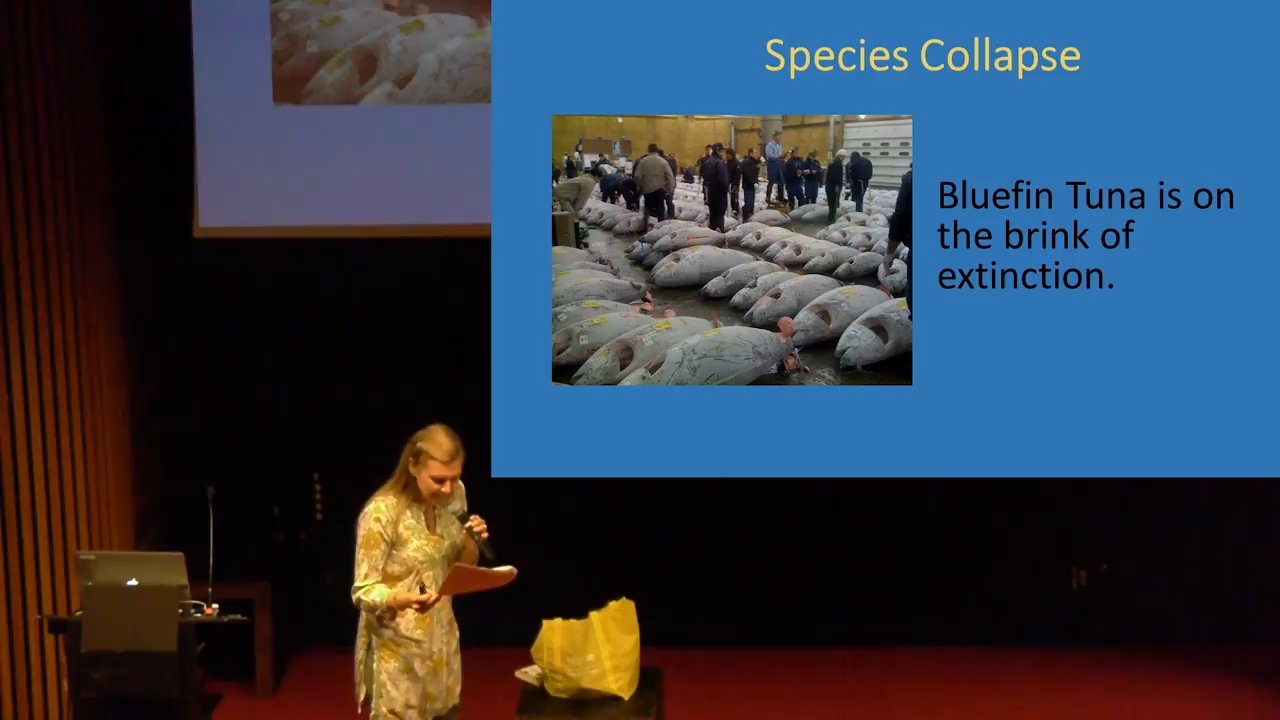 Species Collapse
Bluefin Tuna is on
the brink of
extinction.